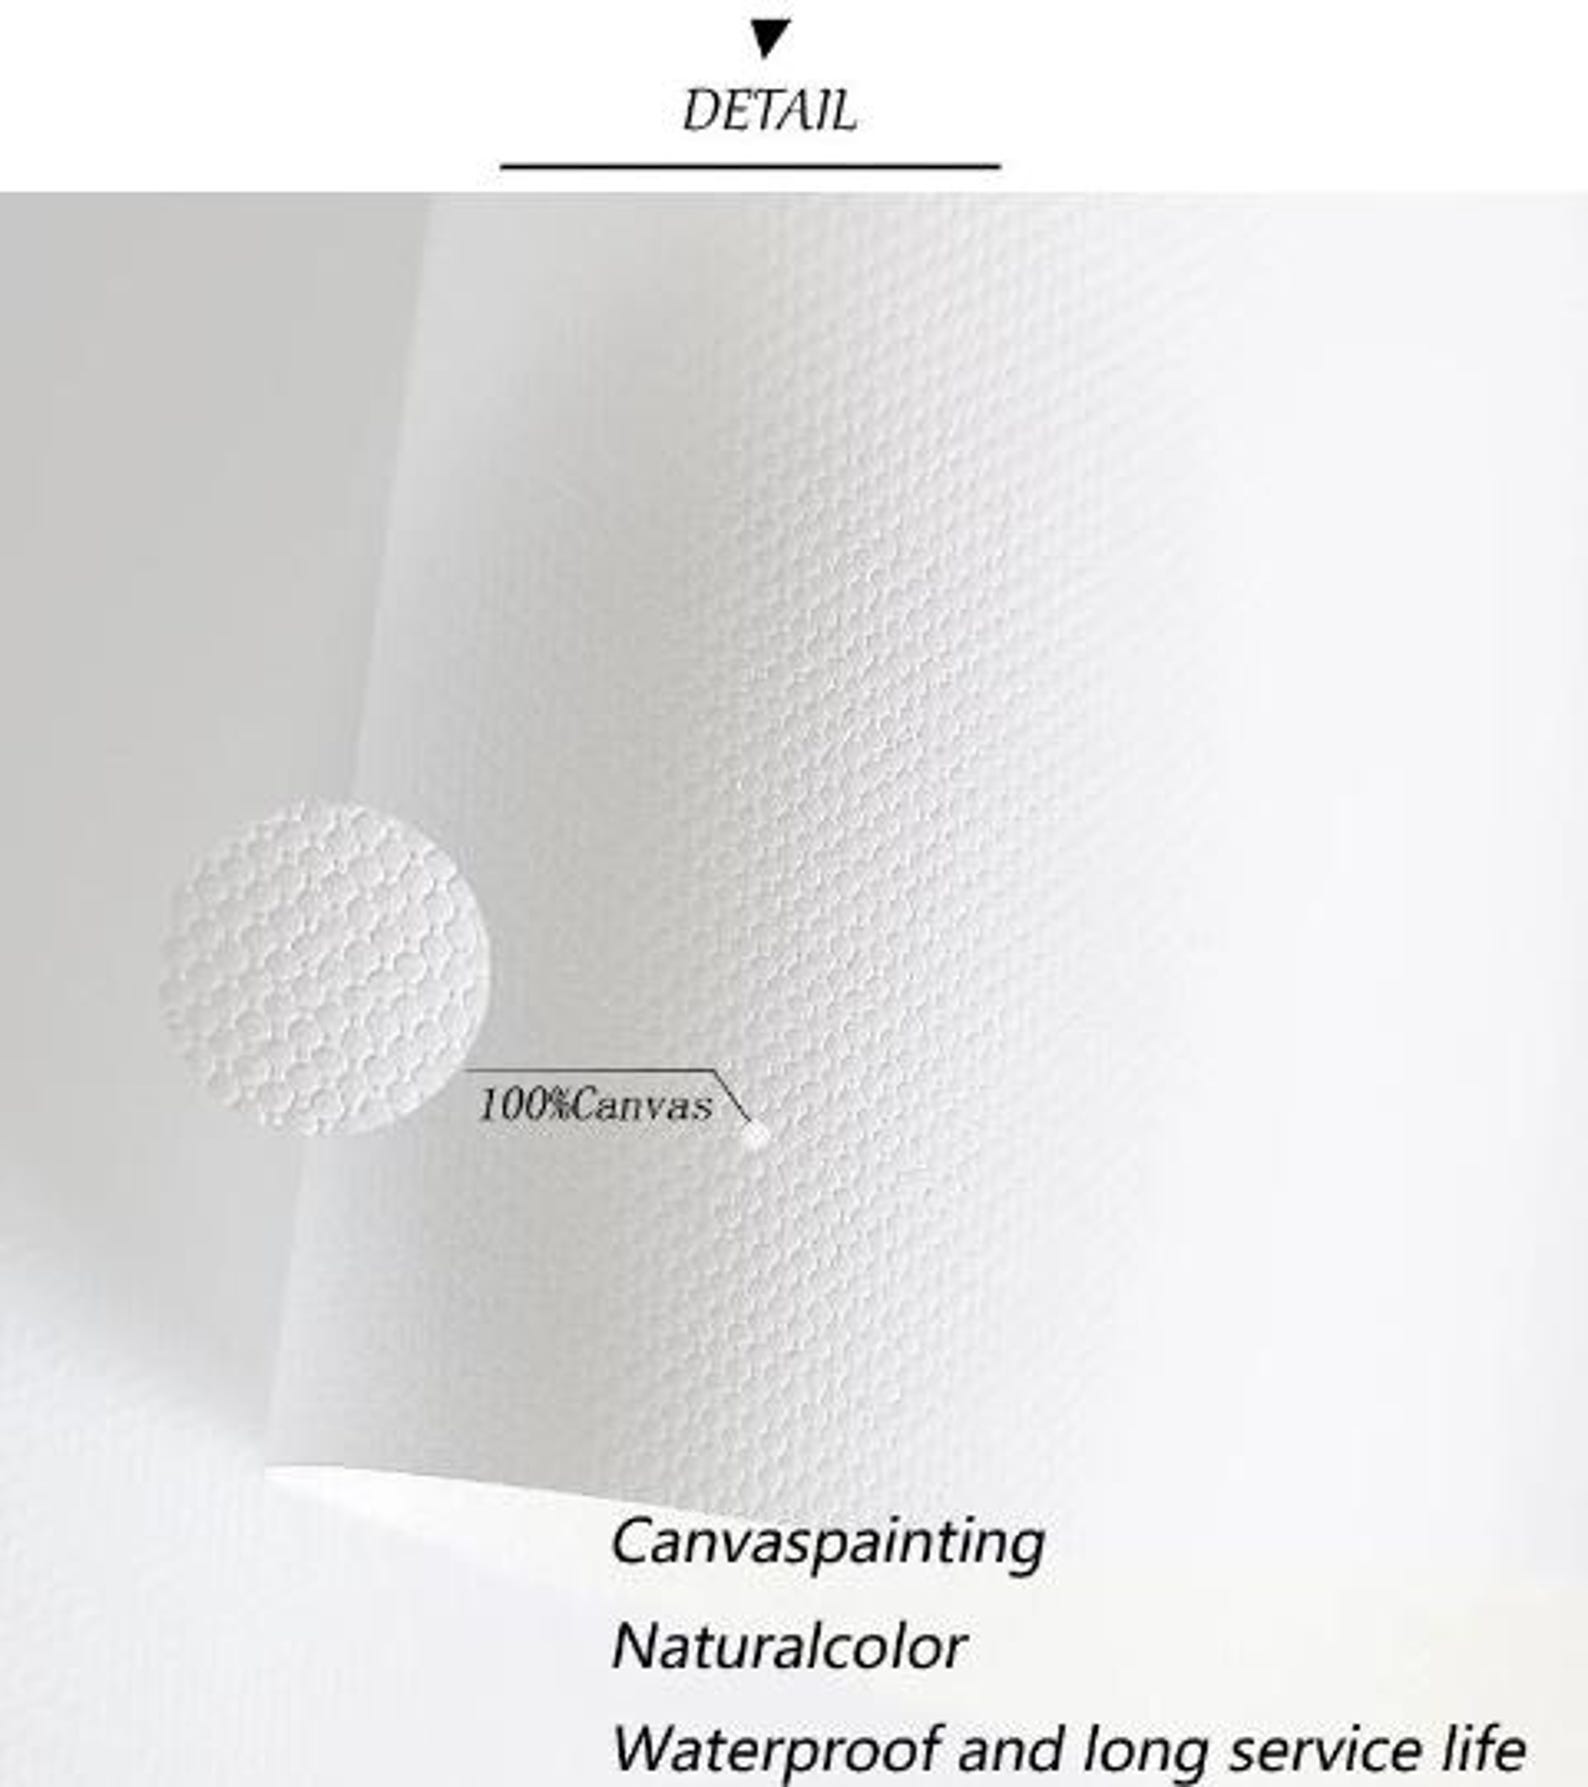 DETAIL
100%Canvas
Canvaspainting
Naturalcolor
Waterproof and long service life